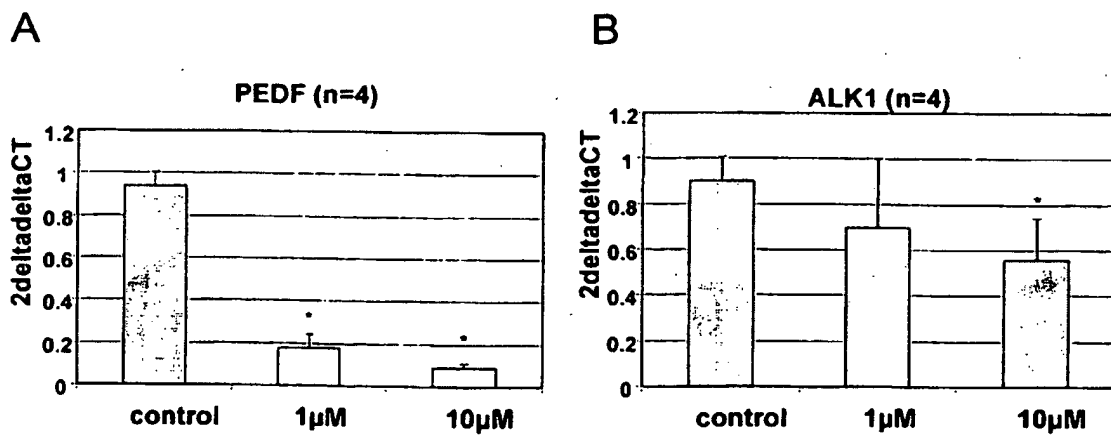 A
PEDF (n=4)
2deltadeltaCT
1.2
1
0.8
0.6
0.4
0.2
0
*
*
control
1µM
10µM
B
ALK1 (n=4)
2deltadeltaCT
1.2
1
0.8
0.6
0.4
0.2
0
*
control
1µM
10µM